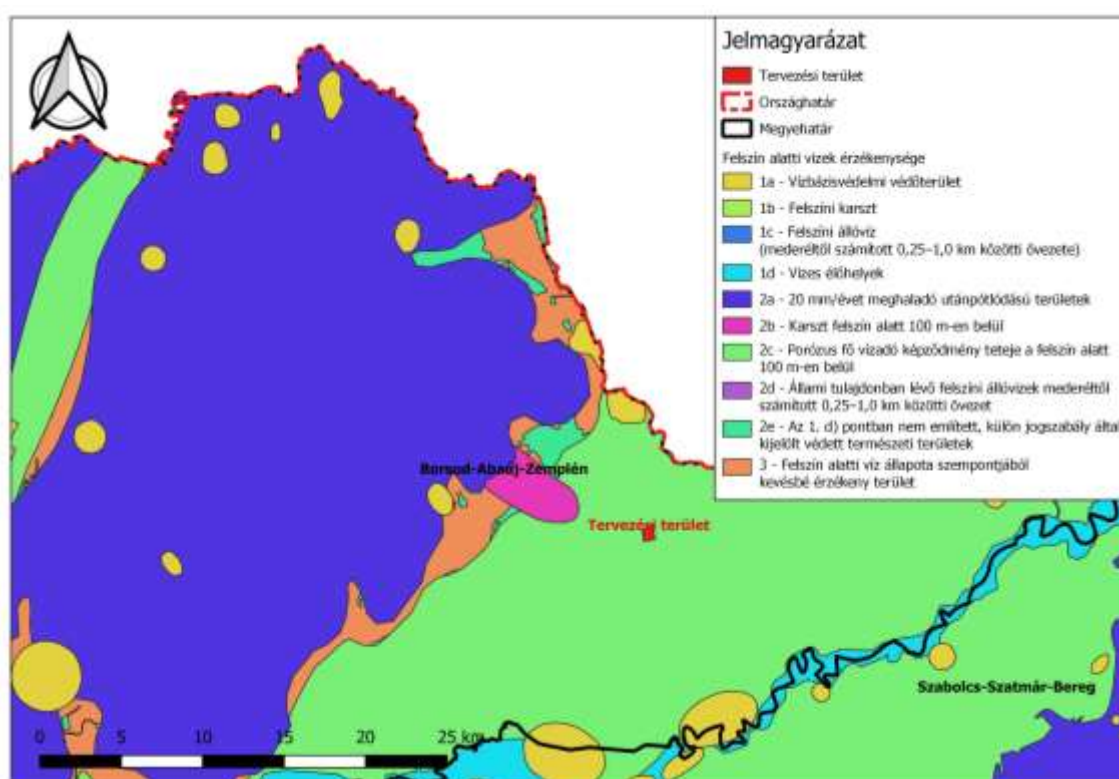 Jelmagyarázat
Tervezési terület
Országhatár
Megyehatár
Felszín alatti vizek érzékenysége
1a - Vízbázisvédelmi védőterület
1b - Felszíni karszt
1c - Felszíni állóvíz
(mederéltől számított 0,25–1,0 km közötti övezete)
1d - Vizes élőhelyek
2a - 20 mm/évet meghaladó utánpótlódású területek
2b - Karszt felszín alatt 100 m-en belül
2c - Porózus fő vízadó képződmény teteje a felszín alatt
100 m-en belül
2d - Állami tulajdonban lévő felszíni állóvizek mederéltől
számított 0,25–1,0 km közötti övezet
2e - Az 1, d) pontban nem említett, külön jogszabály által
kijelölt védett természeti területek
3 - Felszín alatti víz állapota szempontjából
kevésbé érzékeny terület
Borsod-Abaúj-Zemplén
Tervezési terület
Szabolcs-Szatmár-Bereg
0 5 10 15 20 25 km